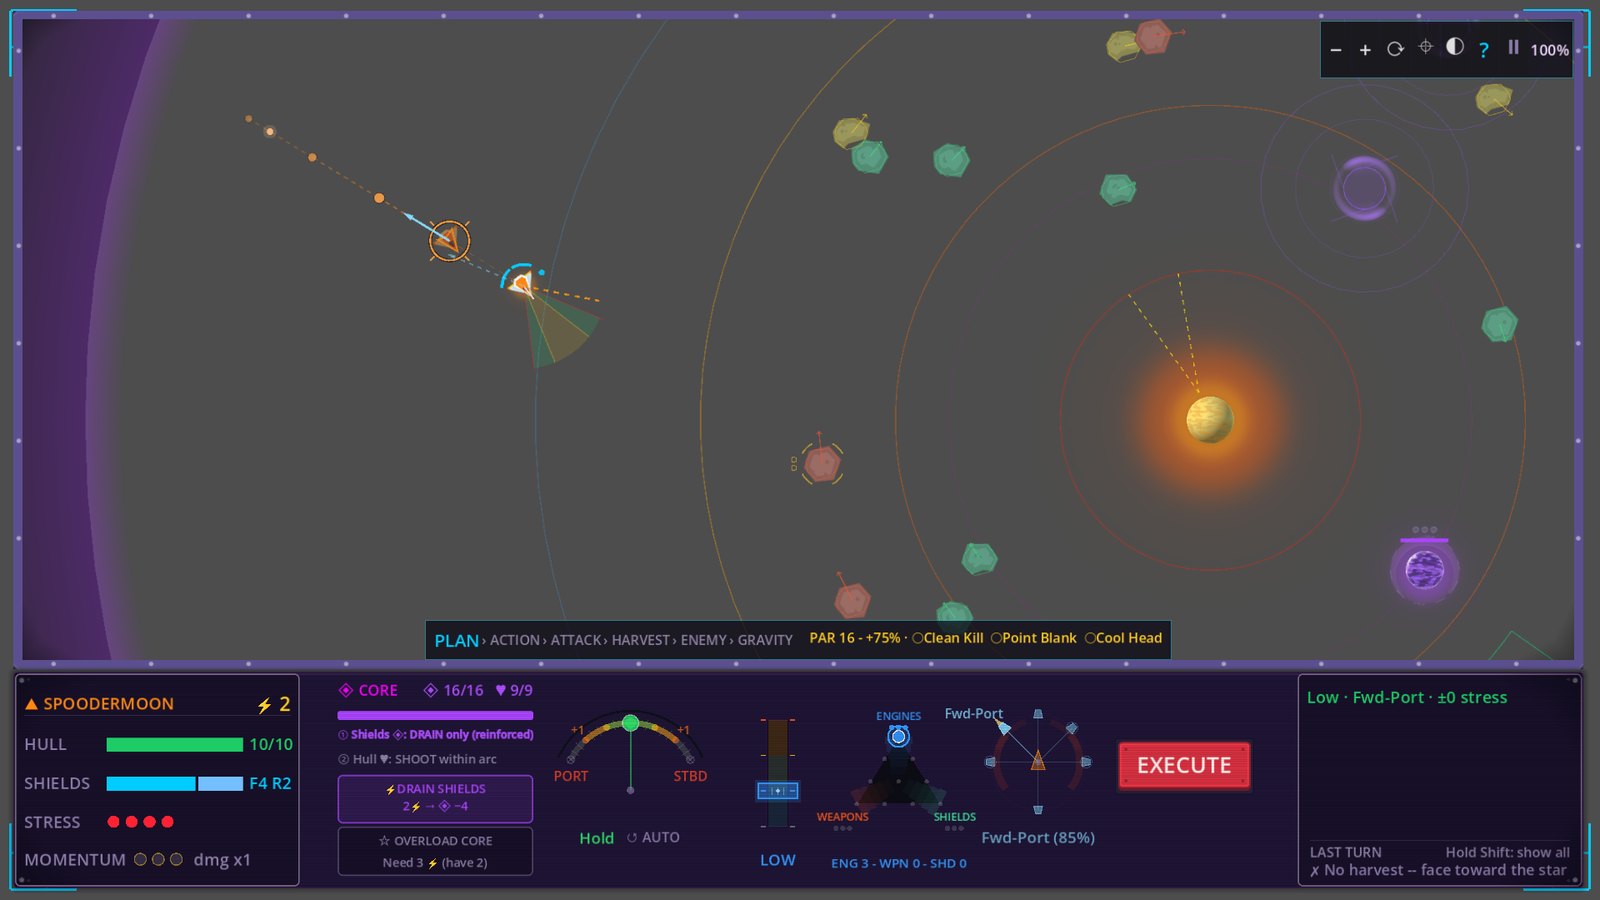 − + ? 100%
D
D
PLAN › ACTION › ATTACK › HARVEST › ENEMY › GRAVITY PAR 16 - +75% · ○Clean Kill ○Point Blank ○Cool Head
▲ SPOODERMOON ⚡ 2
HULL 10/10
SHIELDS F4 R2
STRESS
MOMENTUM dmg x1
CORE 16/16 ♥ 9/9
① Shields ◈: DRAIN only (reinforced)
② Hull ♥: SHOOT within arc
⚡DRAIN SHIELDS
2⚡ → ◈ −4
☆ OVERLOAD CORE
Need 3 ⚡ (have 2)
+1 +1
PORT STBD
Hold ↺ AUTO
LOW
ENGINES
WEAPONS SHIELDS
ENG 3 - WPN 0 - SHD 0
Fwd-Port
Fwd-Port (85%)
EXECUTE
Low · Fwd-Port · ±0 stress
LAST TURN Hold Shift: show all
✗ No harvest -- face toward the star